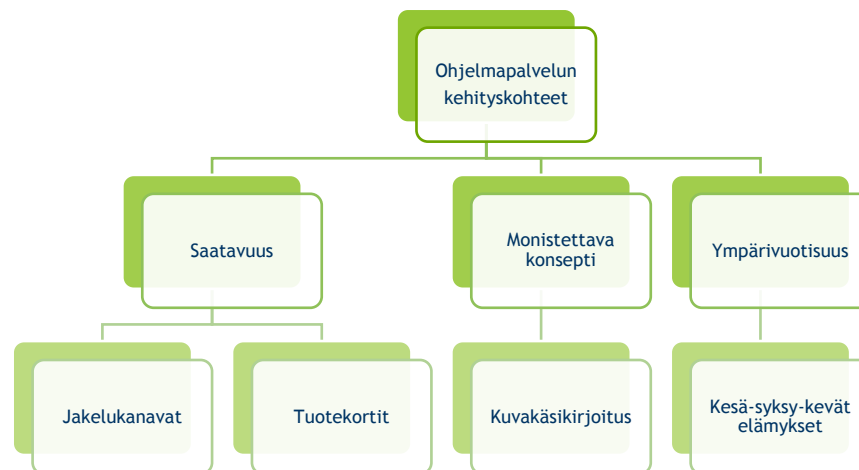 Ohjelmapalvelun
kehityskohteet
Saatavuus
Monistettava
konsepti
Ympärivuotisuus
Jakelukanavat
Tuotekortit
Kuvakäsikirjoitus
Kesä-syksy-kevät
elämykset